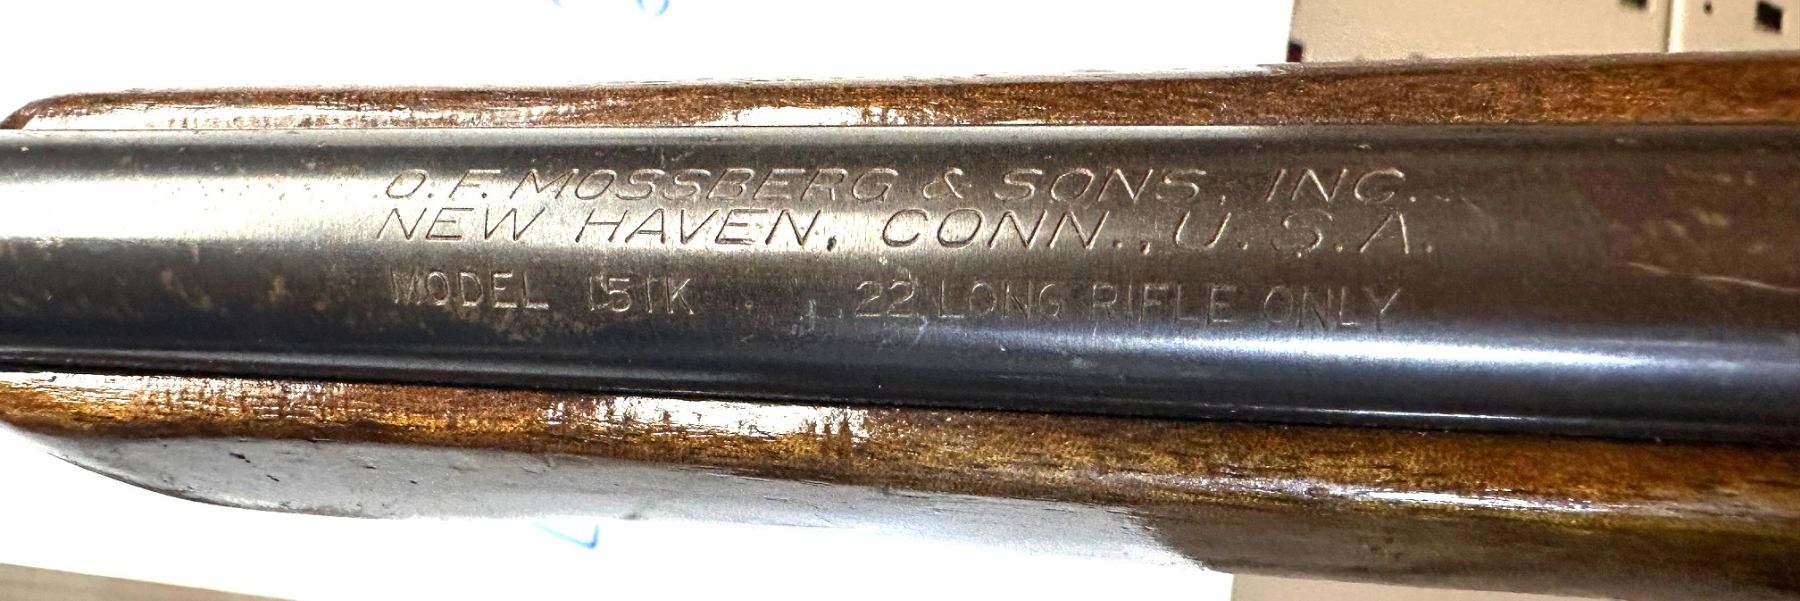 O. F. MOSSBERG & SONS, INC.
NEW HAVEN, CONN., U.S.A.
MODEL 151K .22 LONG RIFLE ONLY